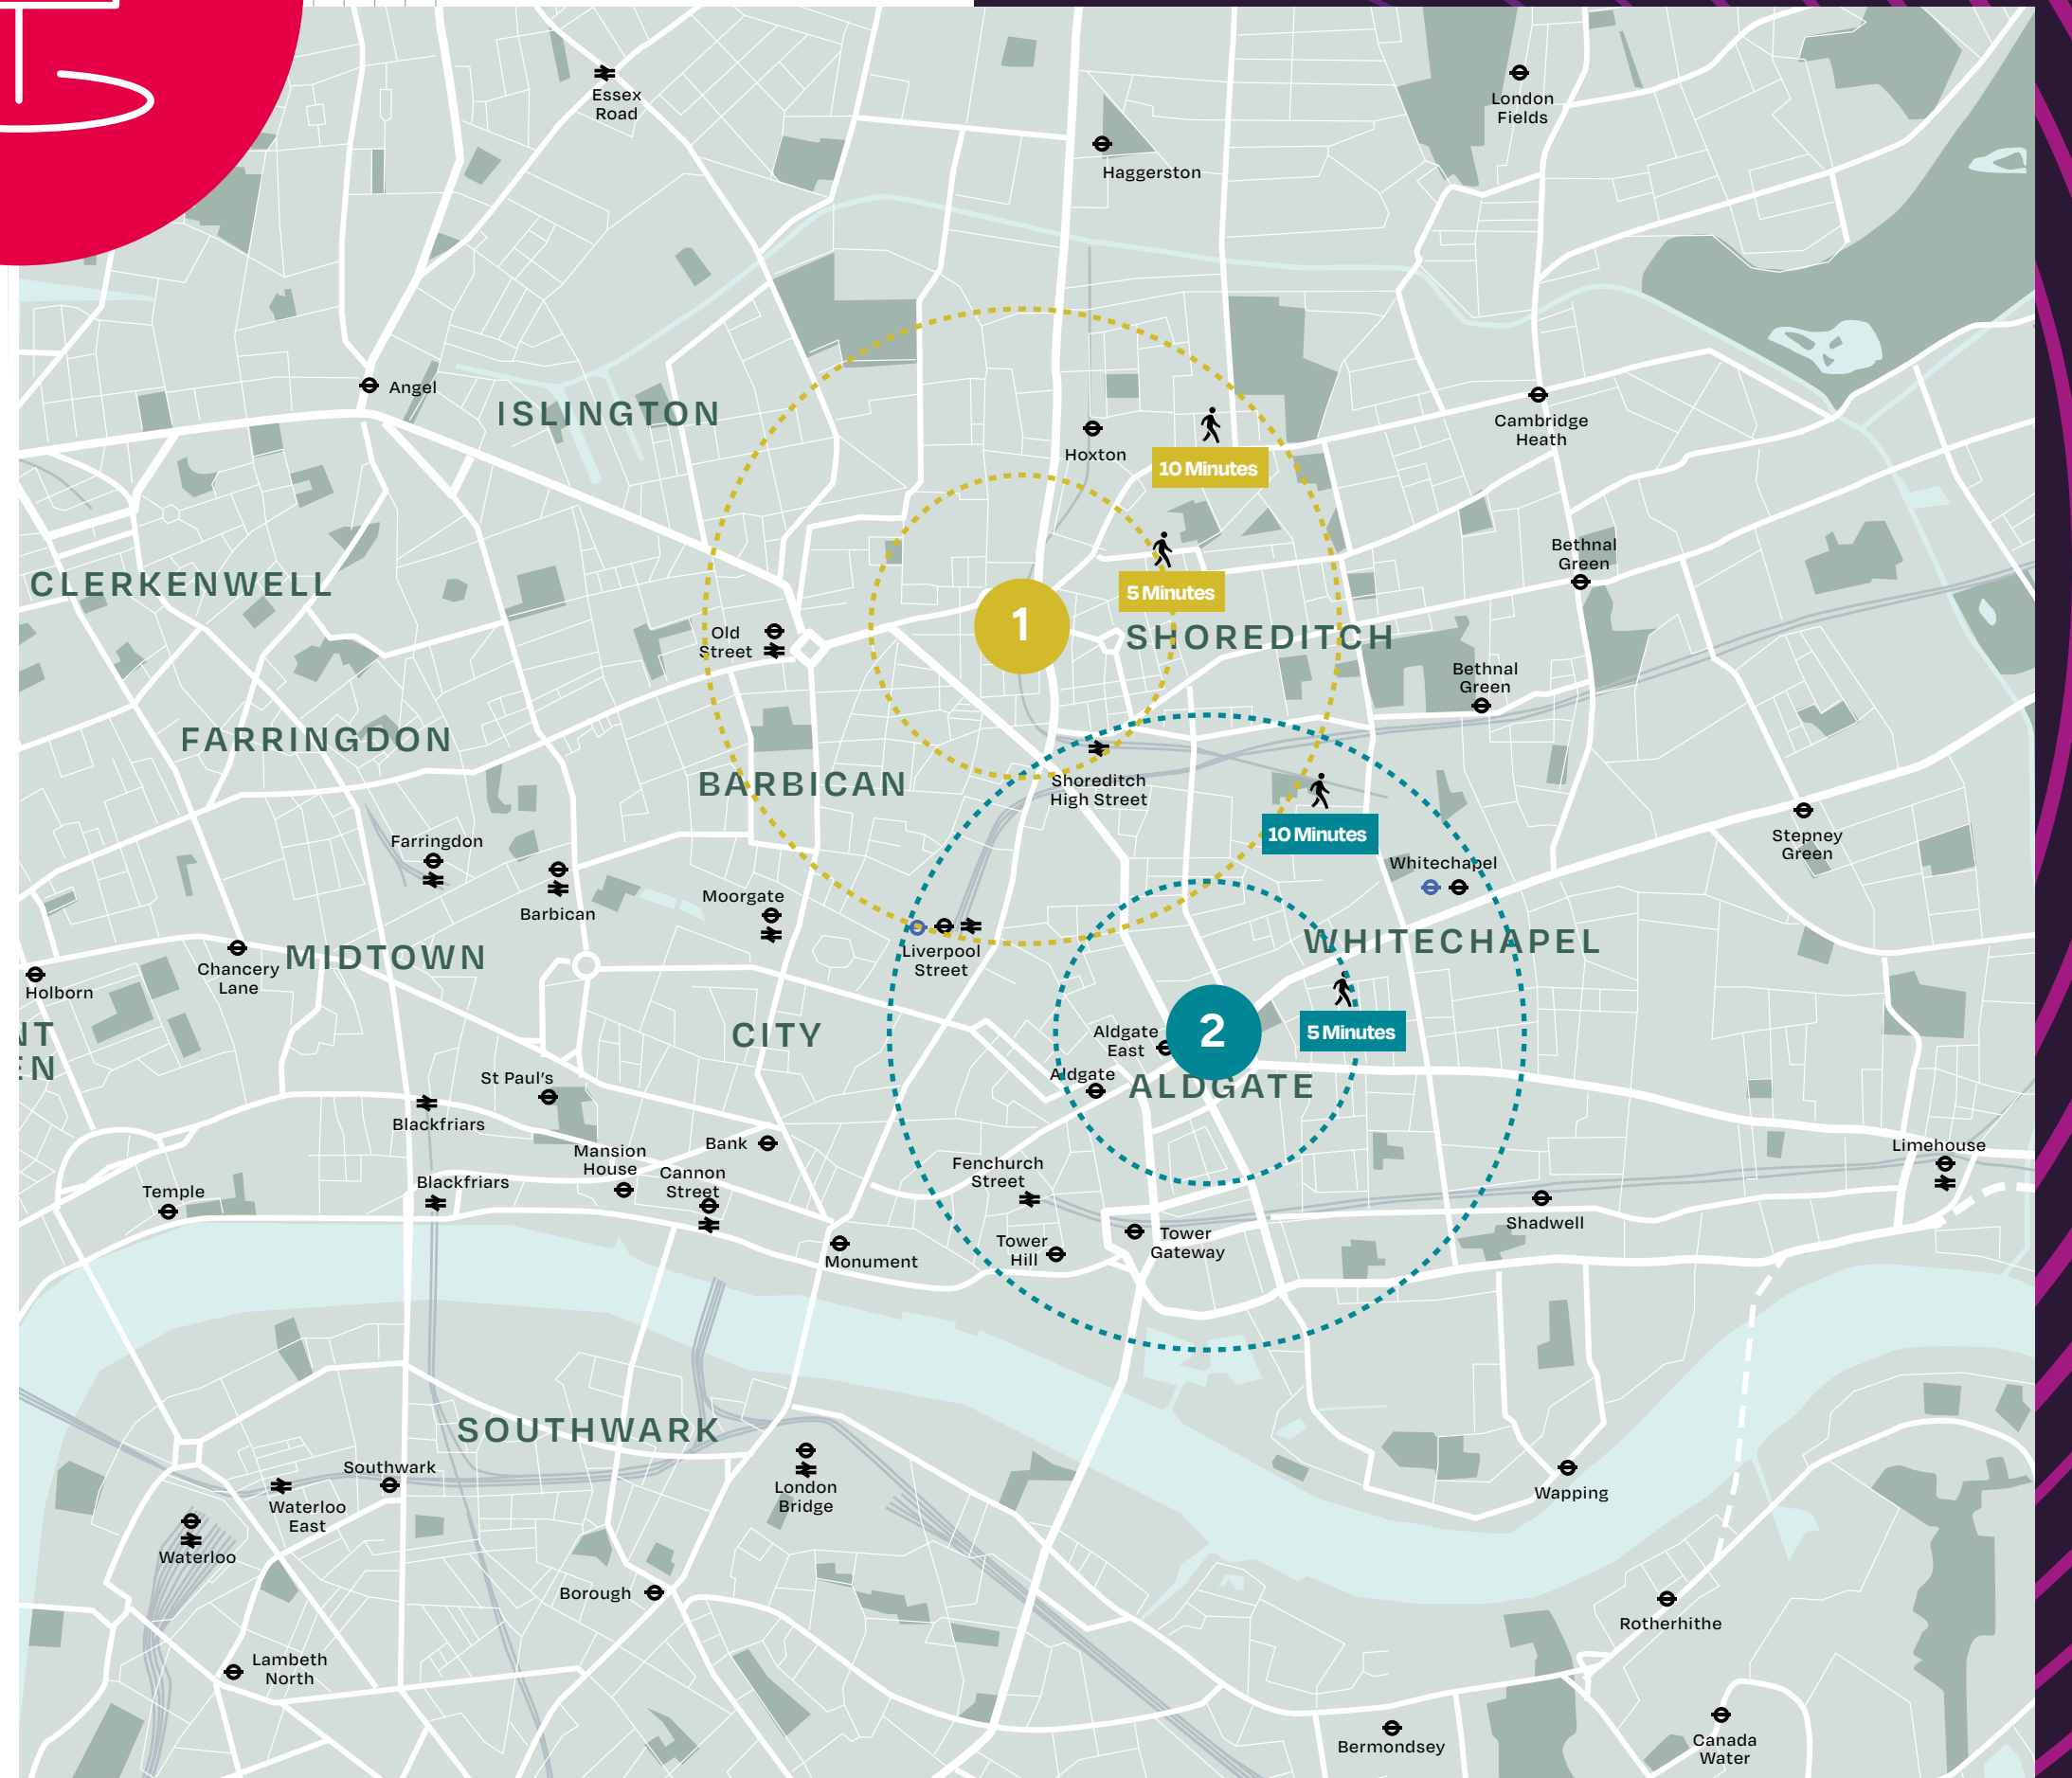 Essex
Road
London
Fields
Haggerston
Angel
ISLINGTON
Hoxton
10 Minutes
Cambridge
Heath
CLERKENWELL
5 Minutes
Bethnal
Green
Old
Street
1
SHOREDITCH
Bethnal
Green
FARRINGDON
BARBICAN
Shoreditch
High Street
10 Minutes
Stepney
Green
Farringdon
Barbican
Moorgate
Whitechapel
Liverpool
Street
WHITECHAPEL
Chancery
Lane
MIDTOWN
Holborn
NT
EN
CITY
Aldgate
East
2
5 Minutes
Aldgate
ALDGATE
St Paul's
Blackfriars
Bank
Mansion
House
Cannon
Street
Fenchurch
Street
Limehouse
Temple
Blackfriars
Shadwell
Tower
Hill
Tower
Gateway
Monument
SOUTHWARK
Southwark
Waterloo
East
Waterloo
London
Bridge
Wapping
Borough
Rotherhithe
Lambeth
North
Bermondsey
Canada
Water